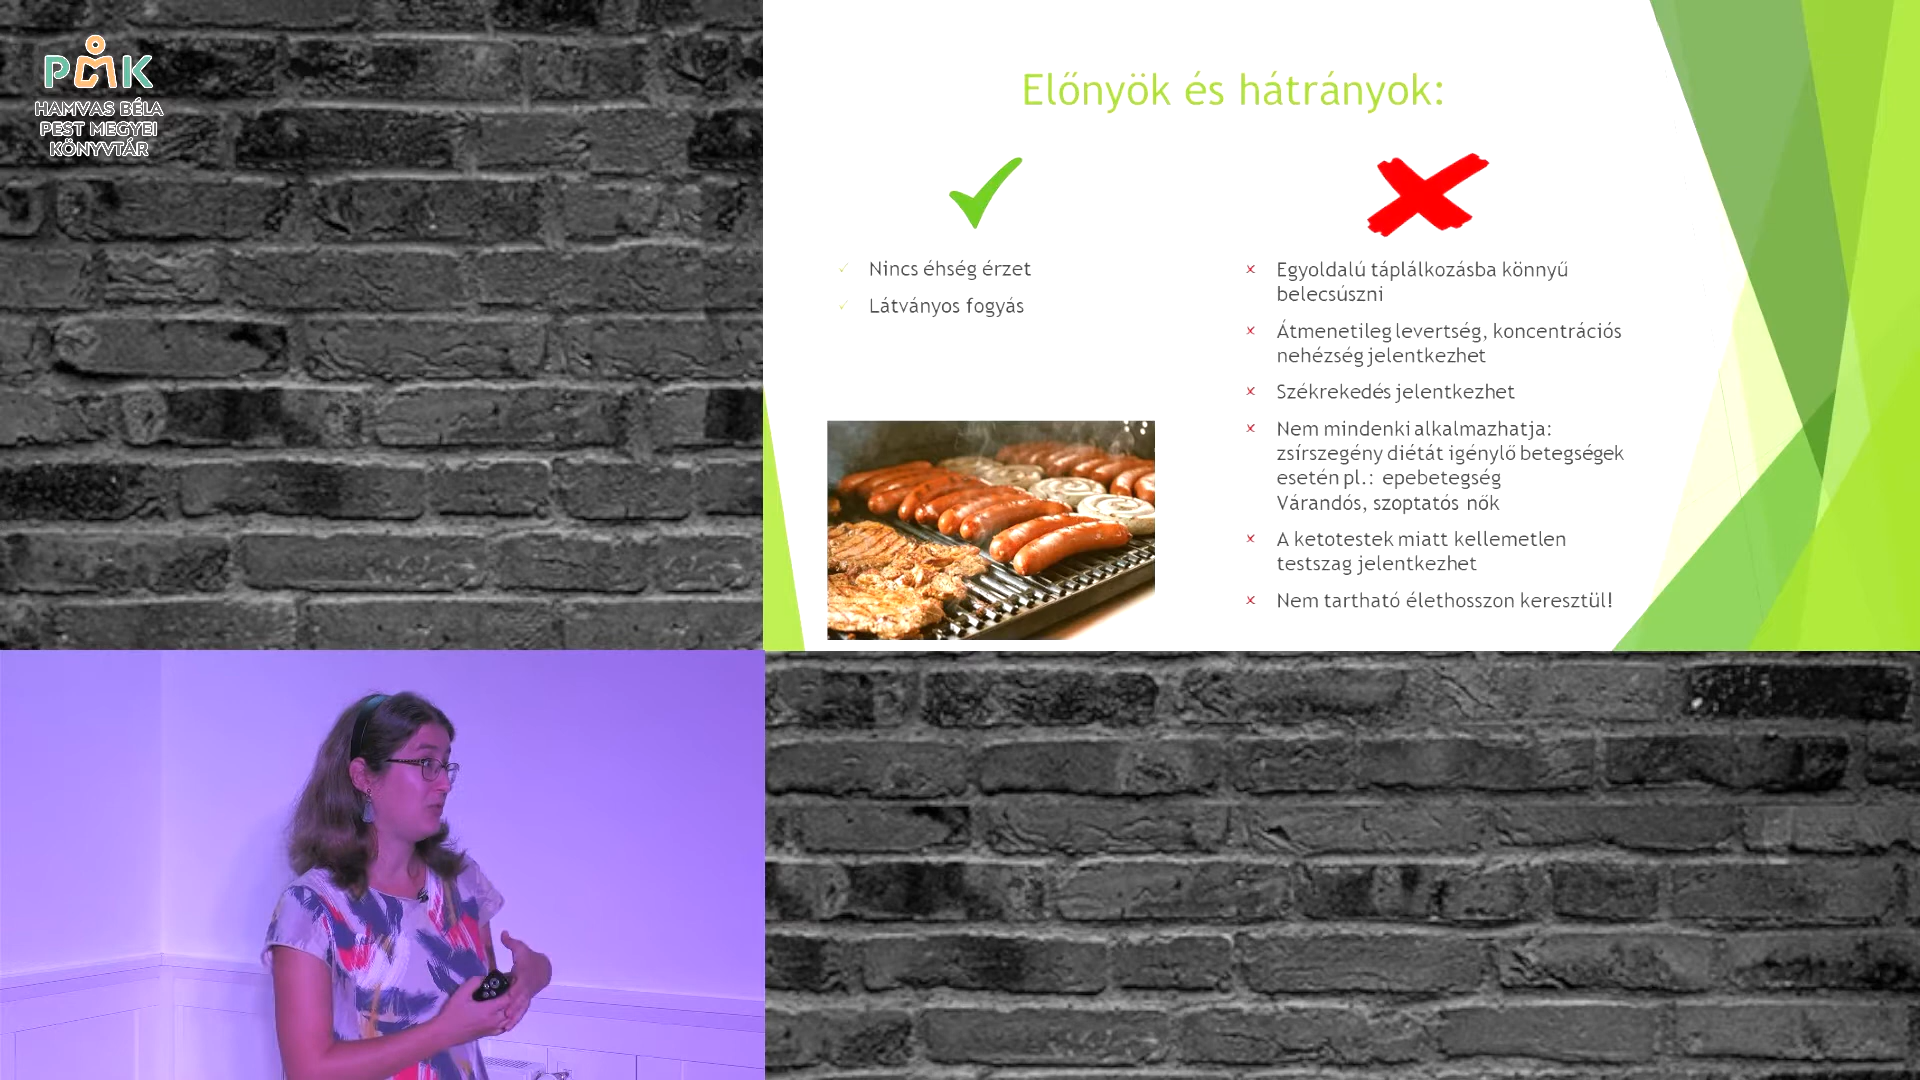 PMK
HAMVAS BÉLA
PEST MEGYEI
KÖNYVTÁR
Előnyök és hátrányok:
Nincs éhség érzet
Látványos fogyás
Egyoldalú táplálkozásba könnyű
belecsúszni
Átmenetileg levertség, koncentrációs
nehézség jelentkezhet
Székrekedés jelentkezhet
Nem mindenki alkalmazhatja:
zsírszegény diétát igénylő betegségek
esetén pl.: epebetegség
Várandós, szoptatós nők
A ketotestek miatt kellemetlen
testszag jelentkezhet
Nem tartható élethosszon keresztül!